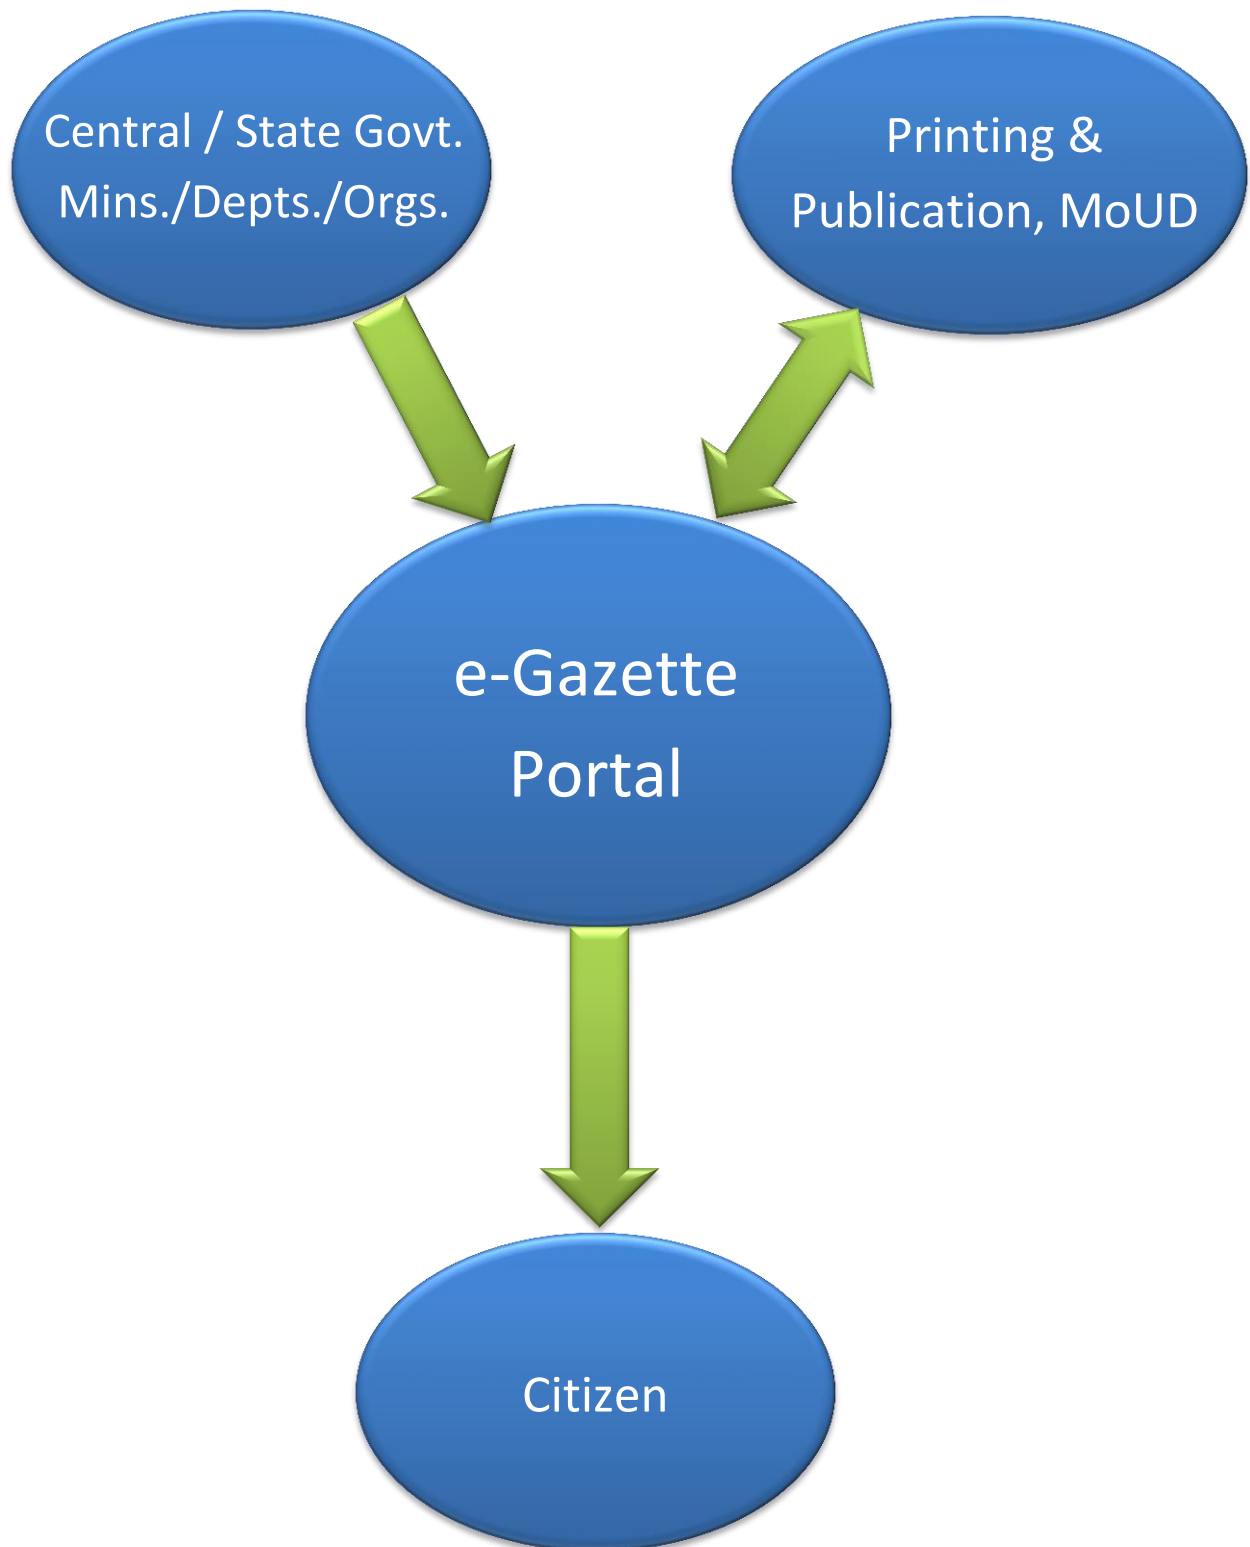 Central / State Govt.
Mins./Depts./Orgs.
Printing &
Publication, MoUD
e-Gazette
Portal
Citizen